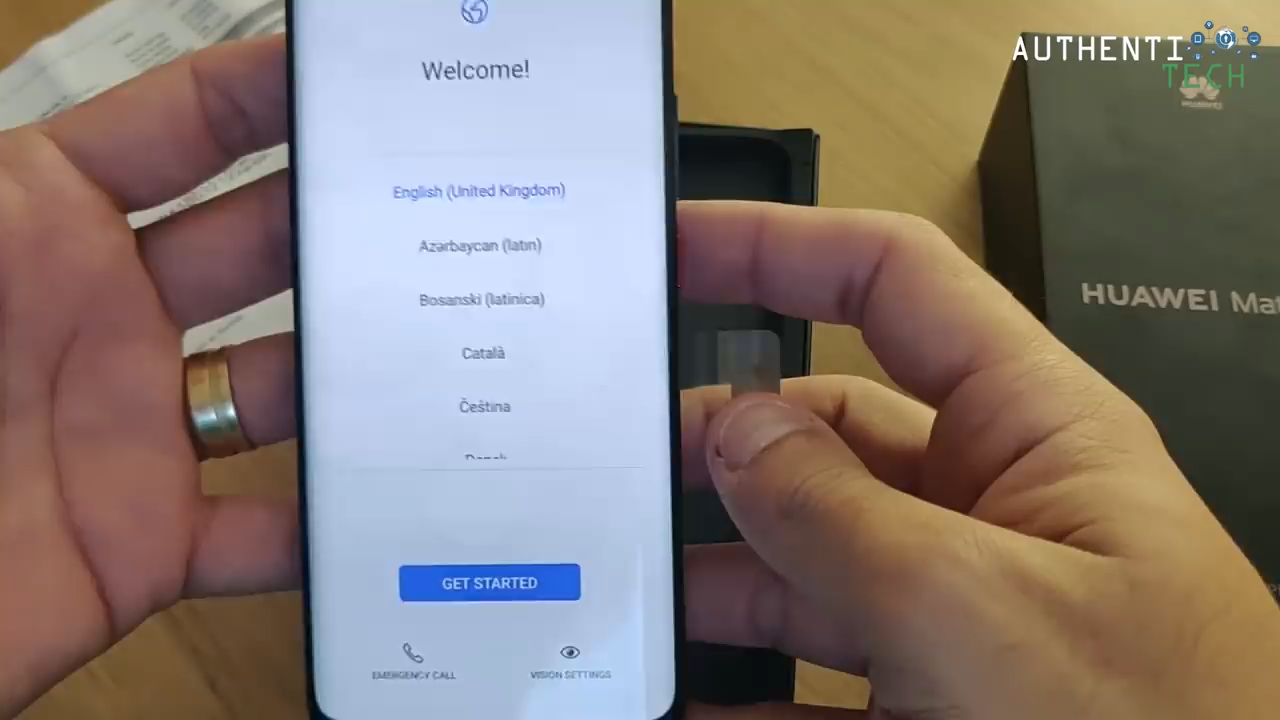 AUTHENTI
TECH
HUAWEI
Welcome!
English (United Kingdom)
Azərbaycan (latın)
Bosanski (latinica)
Català
Čeština
GET STARTED
EMERGENCY CALL
VISION SETTINGS
HUAWEI Mat